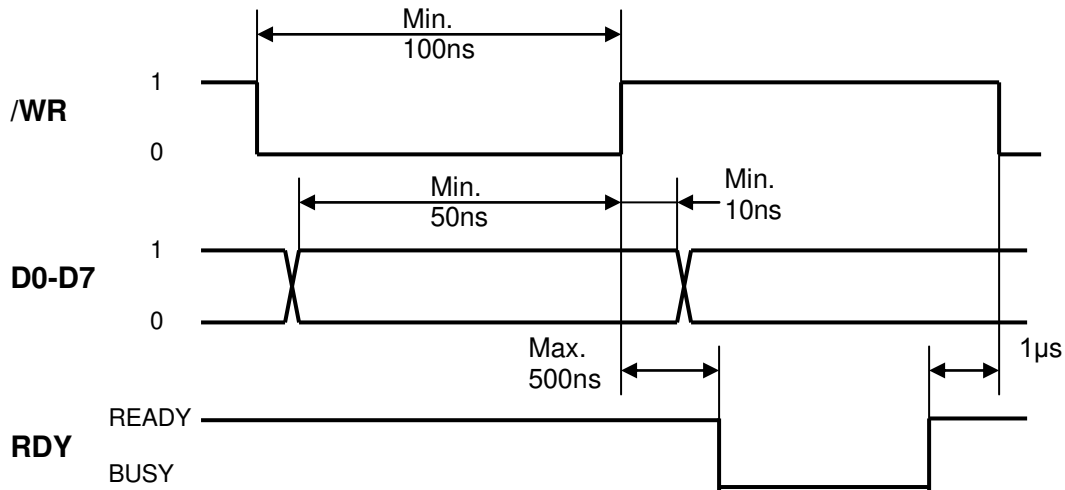 Min.
100ns
1
/WR
0
Min.
50ns
Min.
10ns
1
D0-D7
0
Max.
500ns
1µs
READY
RDY
BUSY